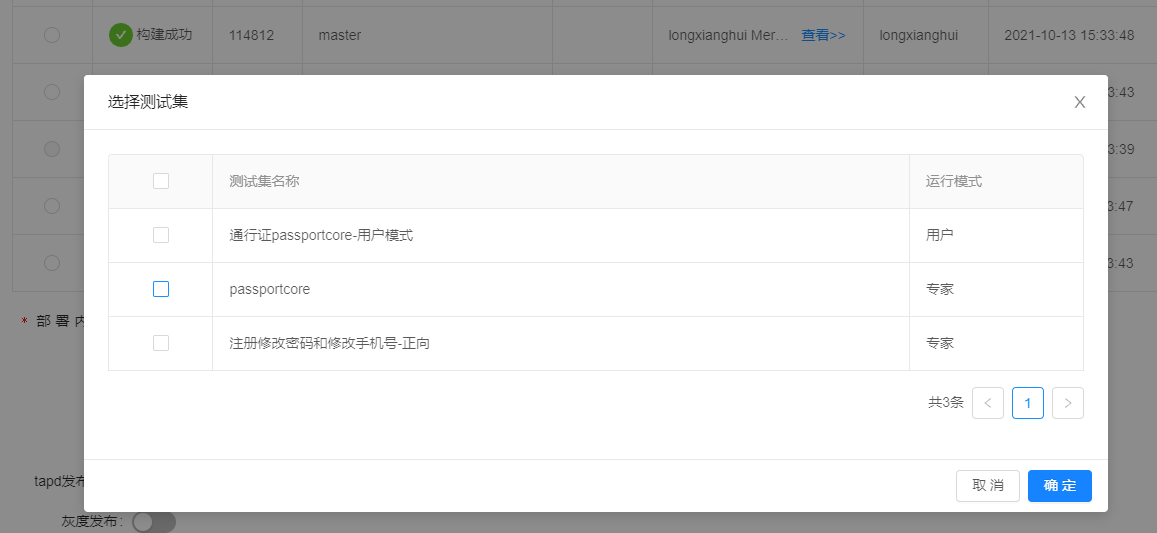 构建成功 114812 master longxianghui Mer... 查看>> longxianghui 2021-10-13 15:33:48
选择测试集 X
3:43
3:39
3:47
3:43
测试集名称 运行模式
通行证passportcore-用户模式 用户
passportcore 专家
注册修改密码和修改手机号-正向 专家
共3条 < 1 >
* 部署内
tapd发布
取 消 确 定
灰度发布: